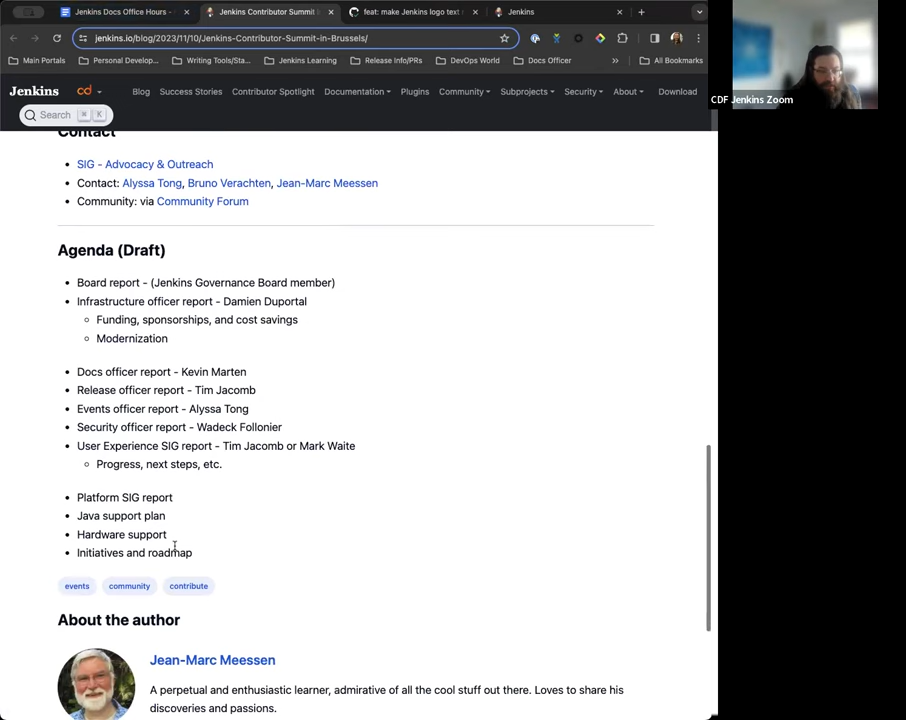 Jenkins Docs Office Hours -
Jenkins Contributor Summit
feat: make Jenkins logo text
Jenkins
jenkins.io/blog/2023/11/10/Jenkins-Contributor-Summit-in-Brussels/
Main Portals
Personal Develop...
Writing Tools/Sta...
Jenkins Learning
Release info/PRs
DevOps World
Docs Officer
»
All Bookmarks
Jenkins
cd
Blog
Success Stories
Contributor Spotlight
Documentation
Plugins
Community
Subprojects
Security
About
Download
Search ⌘ K
CDF Jenkins Zoom
Contact
• SIG - Advocacy & Outreach
• Contact: Alyssa Tong, Bruno Verachten, Jean-Marc Meessen
• Community: via Community Forum
Agenda (Draft)
• Board report - (Jenkins Governance Board member)
• Infrastructure officer report - Damien Duportal
◦ Funding, sponsorships, and cost savings
◦ Modernization
• Docs officer report - Kevin Marten
• Release officer report - Tim Jacomb
• Events officer report - Alyssa Tong
• Security officer report - Wadeck Follonier
• User Experience SIG report - Tim Jacomb or Mark Waite
◦ Progress, next steps, etc.
• Platform SIG report
• Java support plan
• Hardware support
• Initiatives and roadmap
events
community
contribute
About the author
Jean-Marc Meessen
A perpetual and enthusiastic learner, admirative of all the cool stuff out there. Loves to share his
discoveries and passions.